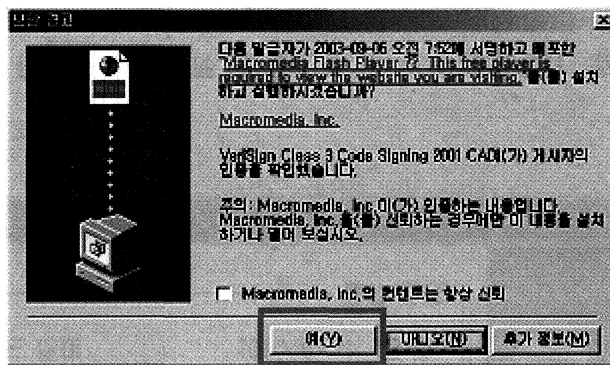 보안 경고
다음 발급자가 2003-09-06 오전 7:52에 서명하고 배포한
"Macromedia Flash Player 7? This free player is
required to view the website you are visiting."을(를) 설치
하고 실행하시겠습니까?
Macromedia, Inc.
VeriSign Class 3 Code Signing 2001 CA이(가) 게시자의
인증을 확인했습니다.
주의: Macromedia, Inc.이(가) 인증하는 내용입니다.
Macromedia, Inc.을(를) 신뢰하는 경우에만 이 내용을 설치
하거나 열어 보십시오.
Macromedia, Inc.의 컨텐트는 항상 신뢰
예(Y) 아니오(N) 추가 정보(M)